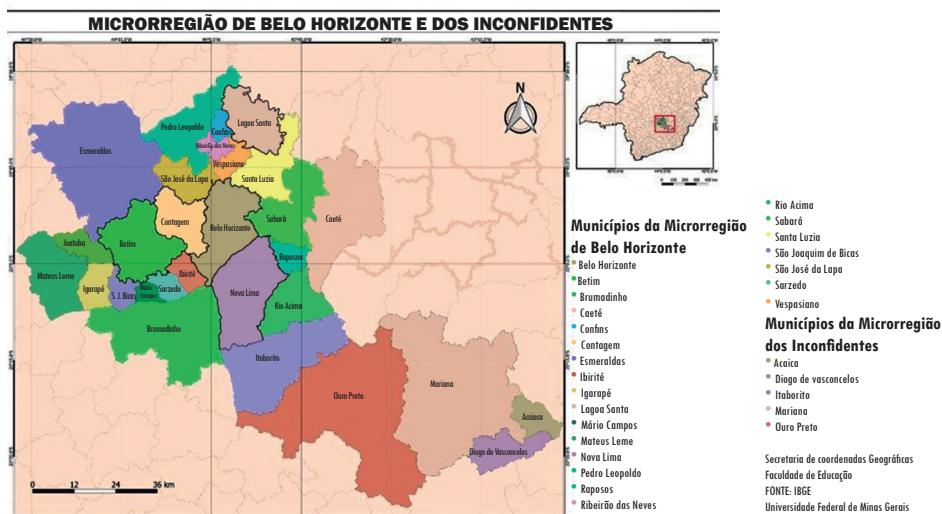 MICRORREGIÃO DE BELO HORIZONTE E DOS INCONFIDENTES
N
Esmeraldas
Pedro Leopoldo
Confins
Lagoa Santa
Ribeirão das Neves
Vespasiano
São José da Lapa
Santa Luzia
Contagem
Belo Horizonte
Sabará
Caeté
Juatuba
Betim
Raposos
Mateus Leme
Igarapé
S. J. Bicas
Mário Campos
Sarzedo
Ibirité
Nova Lima
Rio Acima
Brumadinho
Itaborito
Ouro Preto
Mariana
Acaiaca
Diogo de Vasconcelos
0 12 24 36 km
Municípios da Microrregião
de Belo Horizonte
Belo Horizonte
Betim
Brumadinho
Caeté
Confins
Contagem
Esmeraldas
Ibirité
Igarapé
Lagoa Santa
Mário Campos
Mateus Leme
Nova Lima
Pedro Leopoldo
Raposos
Ribeirão das Neves
Rio Acima
Sabará
Santa Luzia
São Joaquim de Bicas
São José da Lapa
Sarzedo
Vespasiano
Municípios da Microrregião
dos Inconfidentes
Acaica
Diogo de vasconcelos
Itaborito
Mariana
Ouro Preto
Secretaria de coordenadas Geográficas
Faculdade de Educação
FONTE: IBGE
Universidade Federal de Minas Gerais